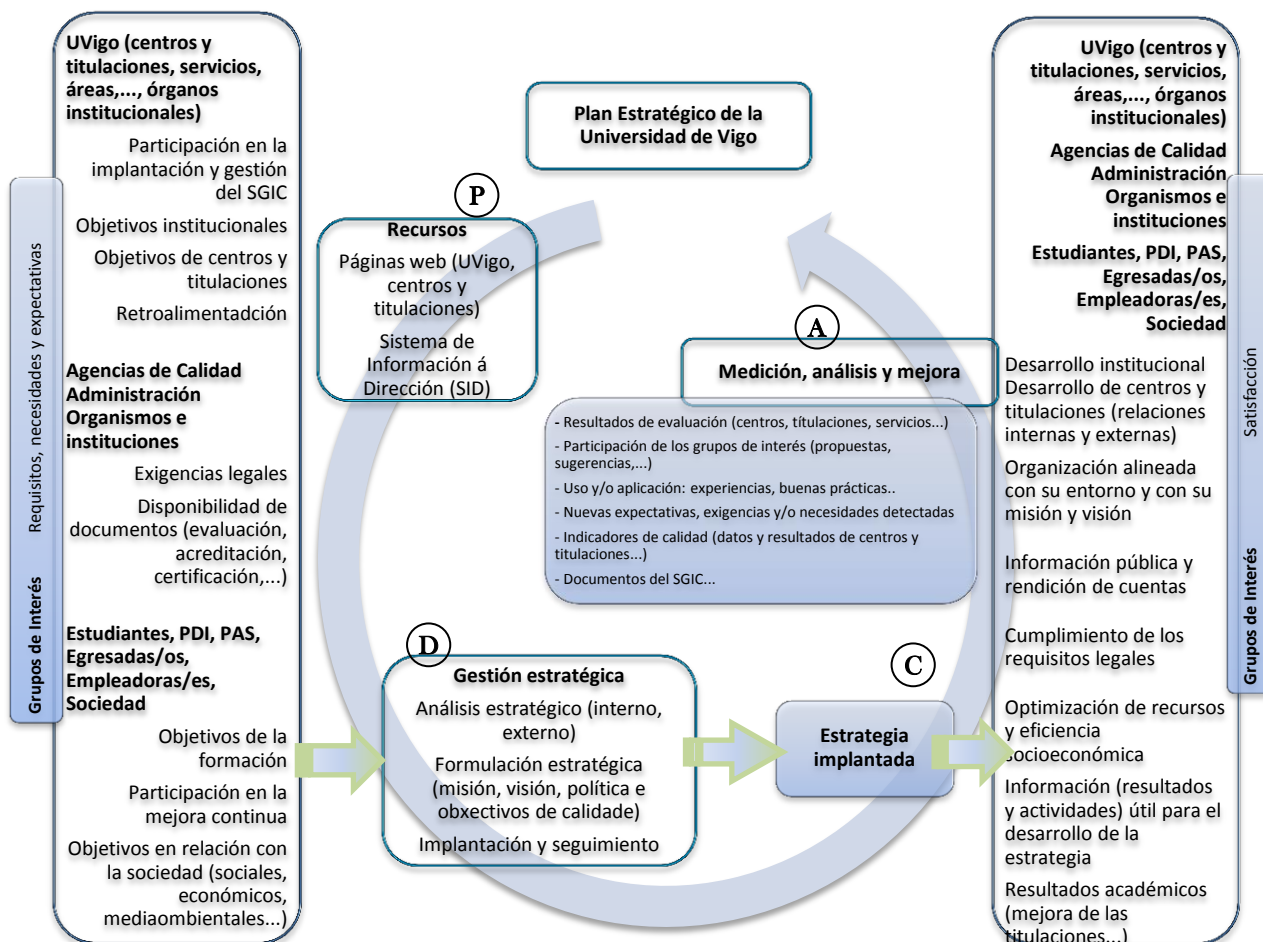 Grupos de Interés Requisitos, necesidades y expectativas
UVigo (centros y
titulaciones, servicios,
áreas,..., órganos
institucionales)
Participación en la
implantación y gestión
del SGIC
Objetivos institucionales
Objetivos de centros y
titulaciones
Retroalimentadción
Agencias de Calidad
Administración
Organismos e
instituciones
Exigencias legales
Disponibilidad de
documentos (evaluación,
acreditación,
certificación,...)
Estudiantes, PDI, PAS,
Egresadas/os,
Empleadoras/es,
Sociedad
Objetivos de la
formación
Participación en la
mejora continua
Objetivos en relación con
la sociedad (sociales,
económicos,
mediaombientales...)
Plan Estratégico de la
Universidad de Vigo
P
Recursos
Páginas web (UVigo,
centros y
titulaciones)
Sistema de
Información á
Dirección (SID)
A
Medición, análisis y mejora
- Resultados de evaluación (centros, títitulaciones, servicios...)
- Participación de los grupos de interés (propuestas,
sugerencias,...)
- Uso y/o aplicación: experiencias, buenas prácticas..
- Nuevas expectativas, exigencias y/o necesidades detectadas
- Indicadores de calidad (datos y resultados de centros y
titulaciones...)
- Documentos del SGIC...
D
Gestión estratégica
Análisis estratégico (interno,
externo)
Formulación estratégica
(misión, visión, política e
obxectivos de calidade)
Implantación y seguimiento
C
Estrategia
implantada
UVigo (centros y
titulaciones, servicios,
áreas,..., órganos
institucionales)
Agencias de Calidad
Administración
Organismos e
instituciones
Estudiantes, PDI, PAS,
Egresadas/os,
Empleadoras/es,
Sociedad
Desarrollo institucional
Desarrollo de centros y
titulaciones (relaciones
internas y externas)
Organización alineada
con su entorno y con su
misión y visión
Información pública y
rendición de cuentas
Cumplimiento de los
requisitos legales
Optimización de recursos
y eficiencia
socioeconómica
Información (resultados
y actividades) útil para el
desarrollo de la
estrategia
Resultados académicos
(mejora de las
titulaciones...)
Grupos de Interés Satisfacción